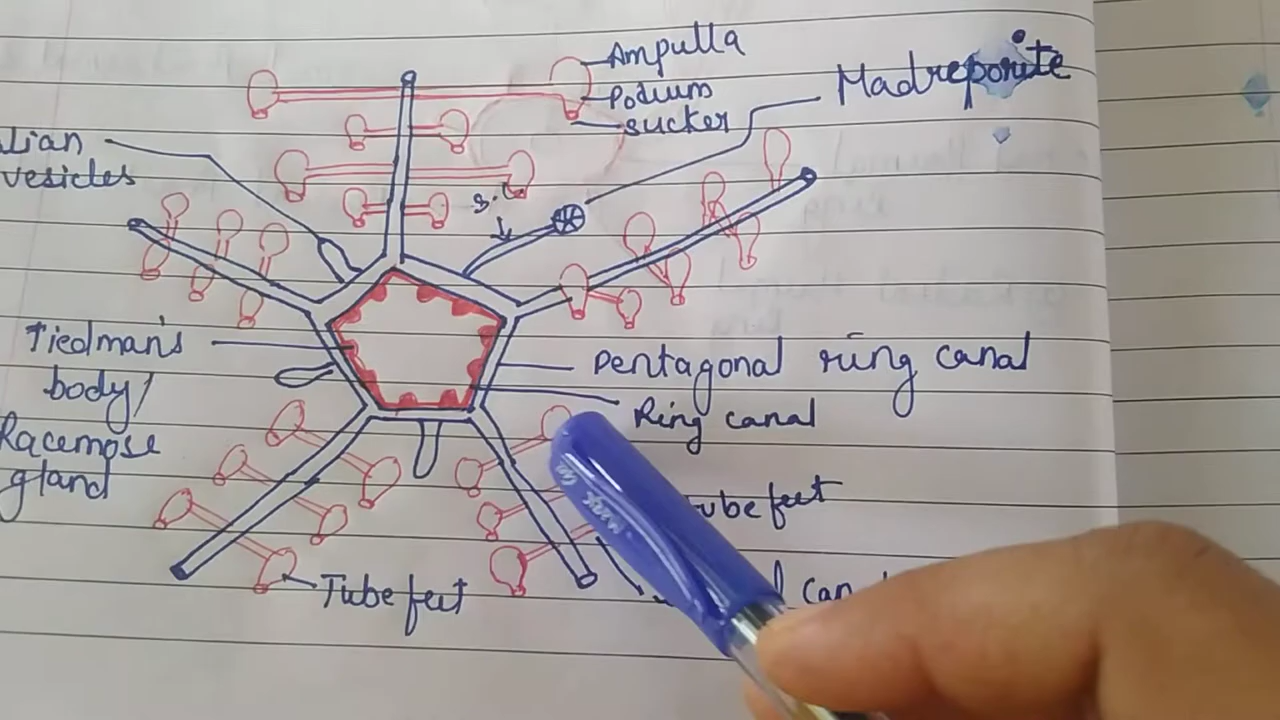 Ampulla
Podium
sucker
Madreporite
lian
vesicles
s.c
Tiedman's
body/
Racemose
gland
Pentagonal ring canal
Ring canal
ube feet
l can
Tube feet